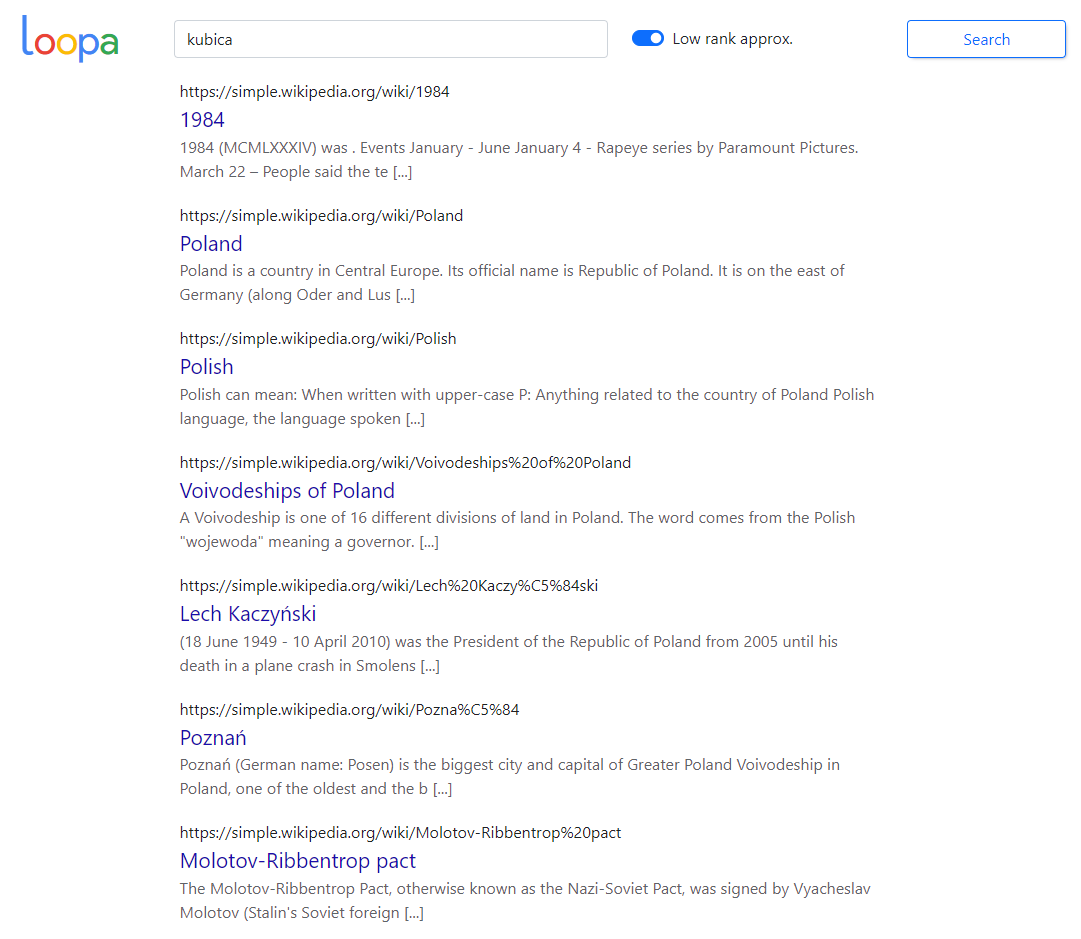 loopa
kubica
Low rank approx.
Search
https://simple.wikipedia.org/wiki/1984
1984
1984 (MCMLXXXIV) was . Events January - June January 4 - Rapeye series by Paramount Pictures.
March 22 – People said the te [...]
https://simple.wikipedia.org/wiki/Poland
Poland
Poland is a country in Central Europe. Its official name is Republic of Poland. It is on the east of
Germany (along Oder and Lus [...]
https://simple.wikipedia.org/wiki/Polish
Polish
Polish can mean: When written with upper-case P: Anything related to the country of Poland Polish
language, the language spoken [...]
https://simple.wikipedia.org/wiki/Voivodeships%20of%20Poland
Voivodeships of Poland
A Voivodeship is one of 16 different divisions of land in Poland. The word comes from the Polish
"wojewoda" meaning a governor. [...]
https://simple.wikipedia.org/wiki/Lech%20Kaczy%C5%84ski
Lech Kaczyński
(18 June 1949 - 10 April 2010) was the President of the Republic of Poland from 2005 until his
death in a plane crash in Smolens [...]
https://simple.wikipedia.org/wiki/Pozna%C5%84
Poznań
Poznań (German name: Posen) is the biggest city and capital of Greater Poland Voivodeship in
Poland, one of the oldest and the b [...]
https://simple.wikipedia.org/wiki/Molotov-Ribbentrop%20pact
Molotov-Ribbentrop pact
The Molotov-Ribbentrop Pact, otherwise known as the Nazi-Soviet Pact, was signed by Vyacheslav
Molotov (Stalin's Soviet foreign [...]